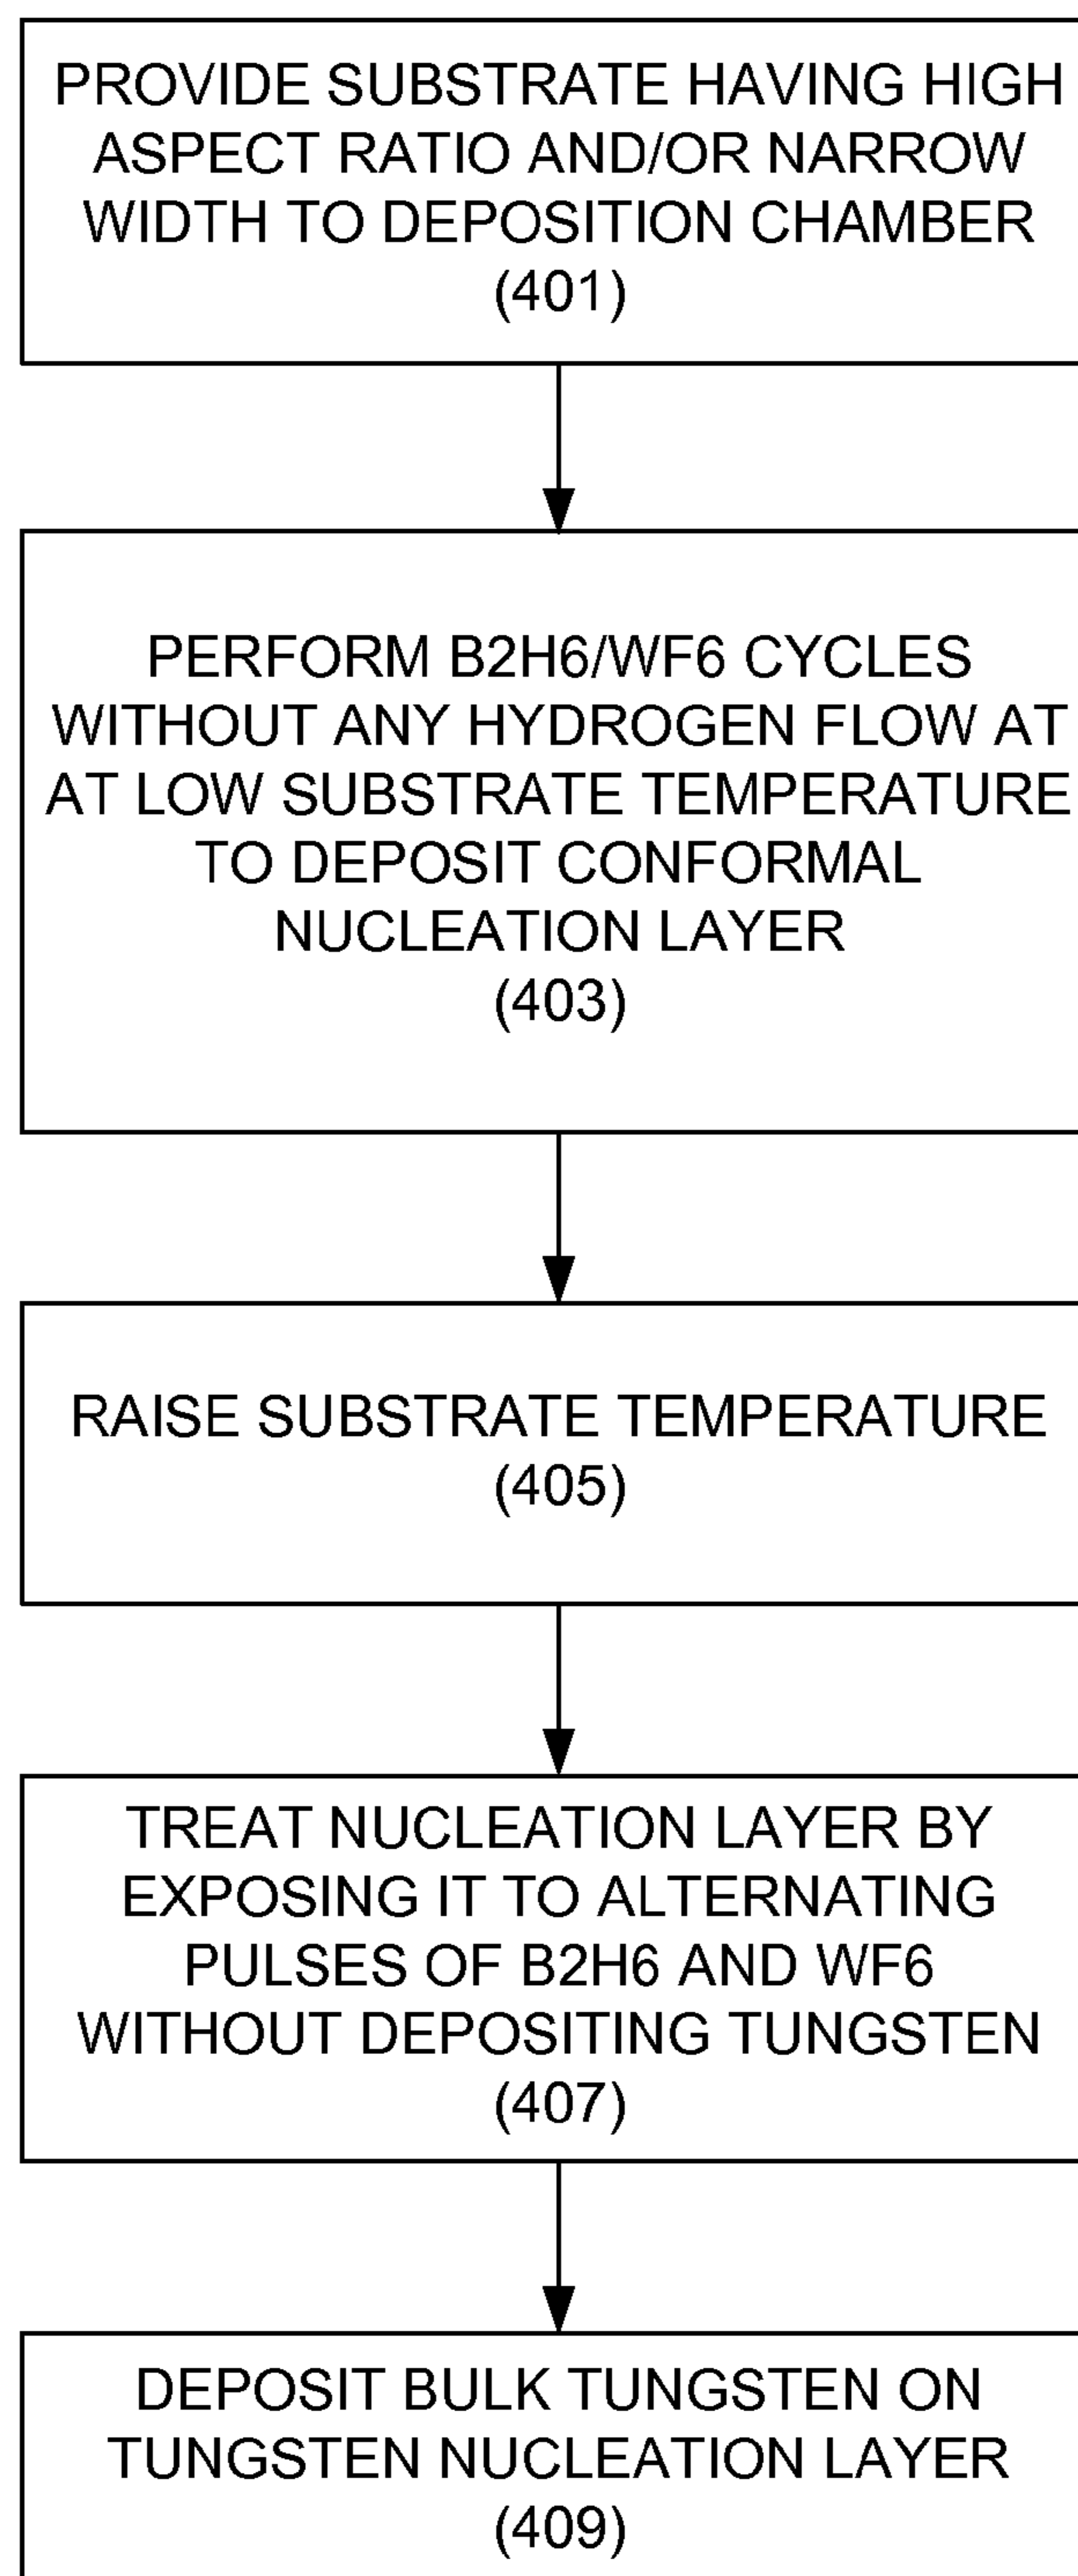 PROVIDE SUBSTRATE HAVING HIGH
ASPECT RATIO AND/OR NARROW
WIDTH TO DEPOSITION CHAMBER
(401)
PERFORM B2H6/WF6 CYCLES
WITHOUT ANY HYDROGEN FLOW AT
AT LOW SUBSTRATE TEMPERATURE
TO DEPOSIT CONFORMAL
NUCLEATION LAYER
(403)
RAISE SUBSTRATE TEMPERATURE
(405)
TREAT NUCLEATION LAYER BY
EXPOSING IT TO ALTERNATING
PULSES OF B2H6 AND WF6
WITHOUT DEPOSITING TUNGSTEN
(407)
DEPOSIT BULK TUNGSTEN ON
TUNGSTEN NUCLEATION LAYER
(409)